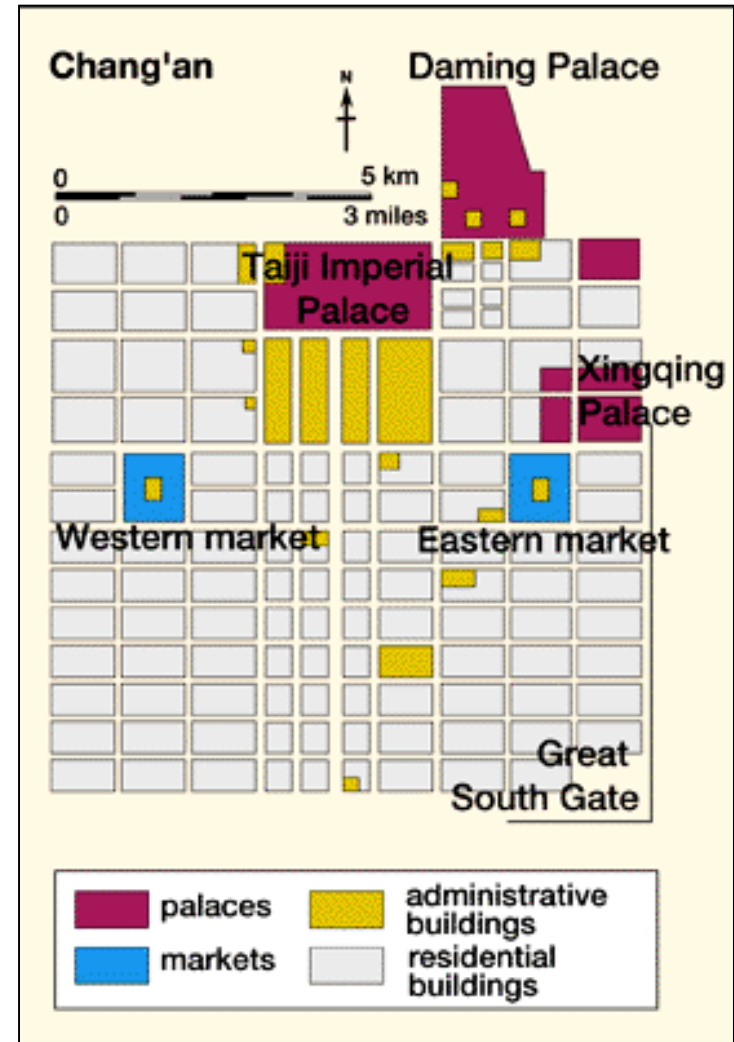 Chang'an
Daming Palace
N
0
5 km
0
3 miles
Taiji Imperial
Palace
Xingqing
Palace
Western market
Eastern market
Great
South Gate
palaces
administrative
buildings
markets
residential
buildings